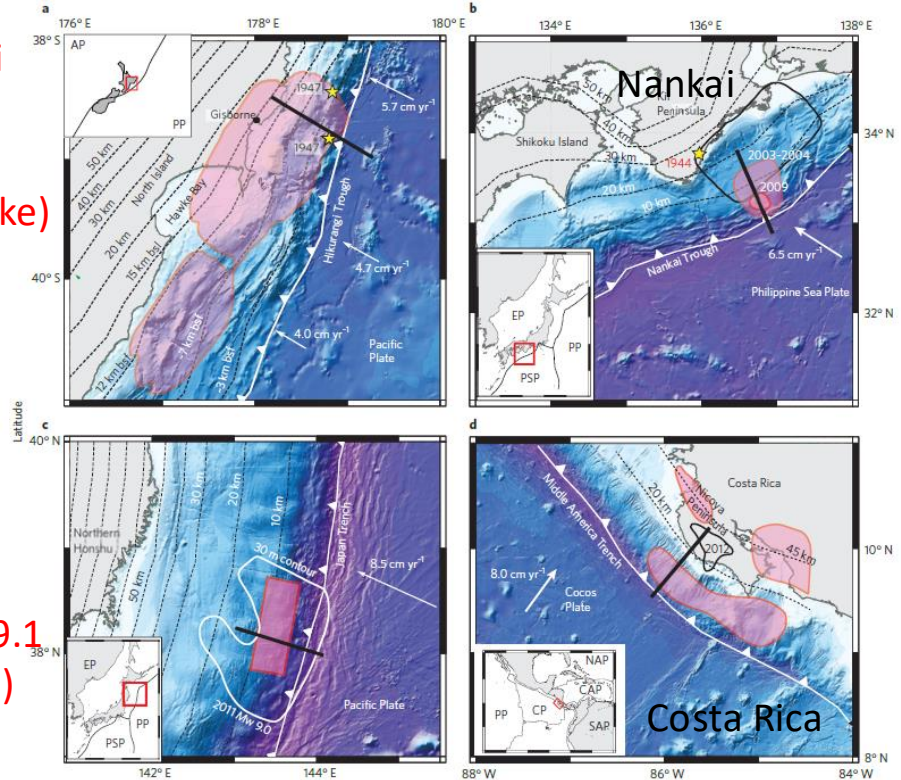 a
176° E
178° E
180° E
38° S
AP
PP
1947
Gisborne
1947
5.7 cm yr⁻¹
50 km
40 km
30 km
North Island
Hawke Bay
20 km
15 km bsf
Hikurangi Trough
4.7 cm yr⁻¹
40° S
4.0 cm yr⁻¹
Pacific
Plate
12 km bsf
3 km bsf
b
134° E
136° E
138° E
50 km
Nankai
Peninsula
40 km
Shikoku Island
30 km
1944
34° N
2003–2004
20 km
2009
10 km
Nankai Trough
6.5 cm yr⁻¹
Philippine Sea Plate
EP
PP
PSP
32° N
i
ke)
Latitude
c
40° N
30 km
20 km
10 km
Northern
Honshu
50 km
30 m contour
Japan Trench
8.5 cm yr⁻¹
9.1
)
38° N
2011 Mw 9.0
Pacific Plate
EP
PP
PSP
142° E
144° E
d
Middle America Trench
20 km
Nicoya
Peninsula
Costa Rica
2012
45 km
10° N
8.0 cm yr⁻¹
Cocos
Plate
NAP
CAP
PP
CP
SAP
Costa Rica
8° N
88° W
86° W
84° W